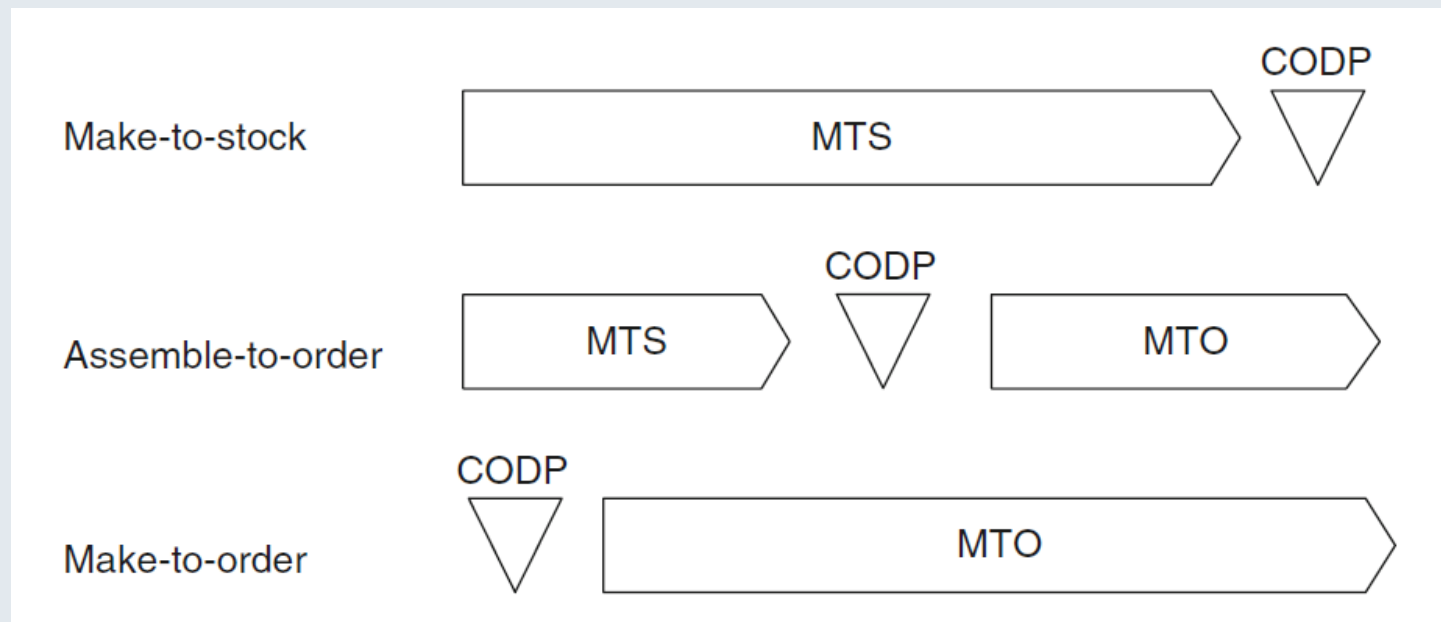 CODP
Make-to-stock
MTS
CODP
Assemble-to-order
MTS
MTO
CODP
Make-to-order
MTO